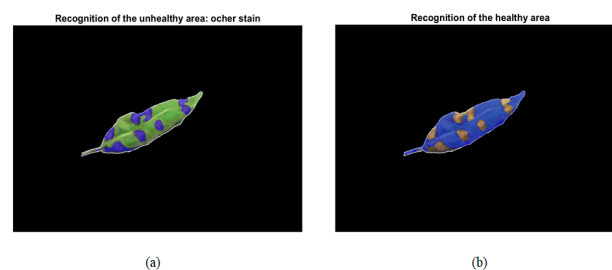 Recognition of the unhealthy area: ocher stain
Recognition of the healthy area
(a)
(b)